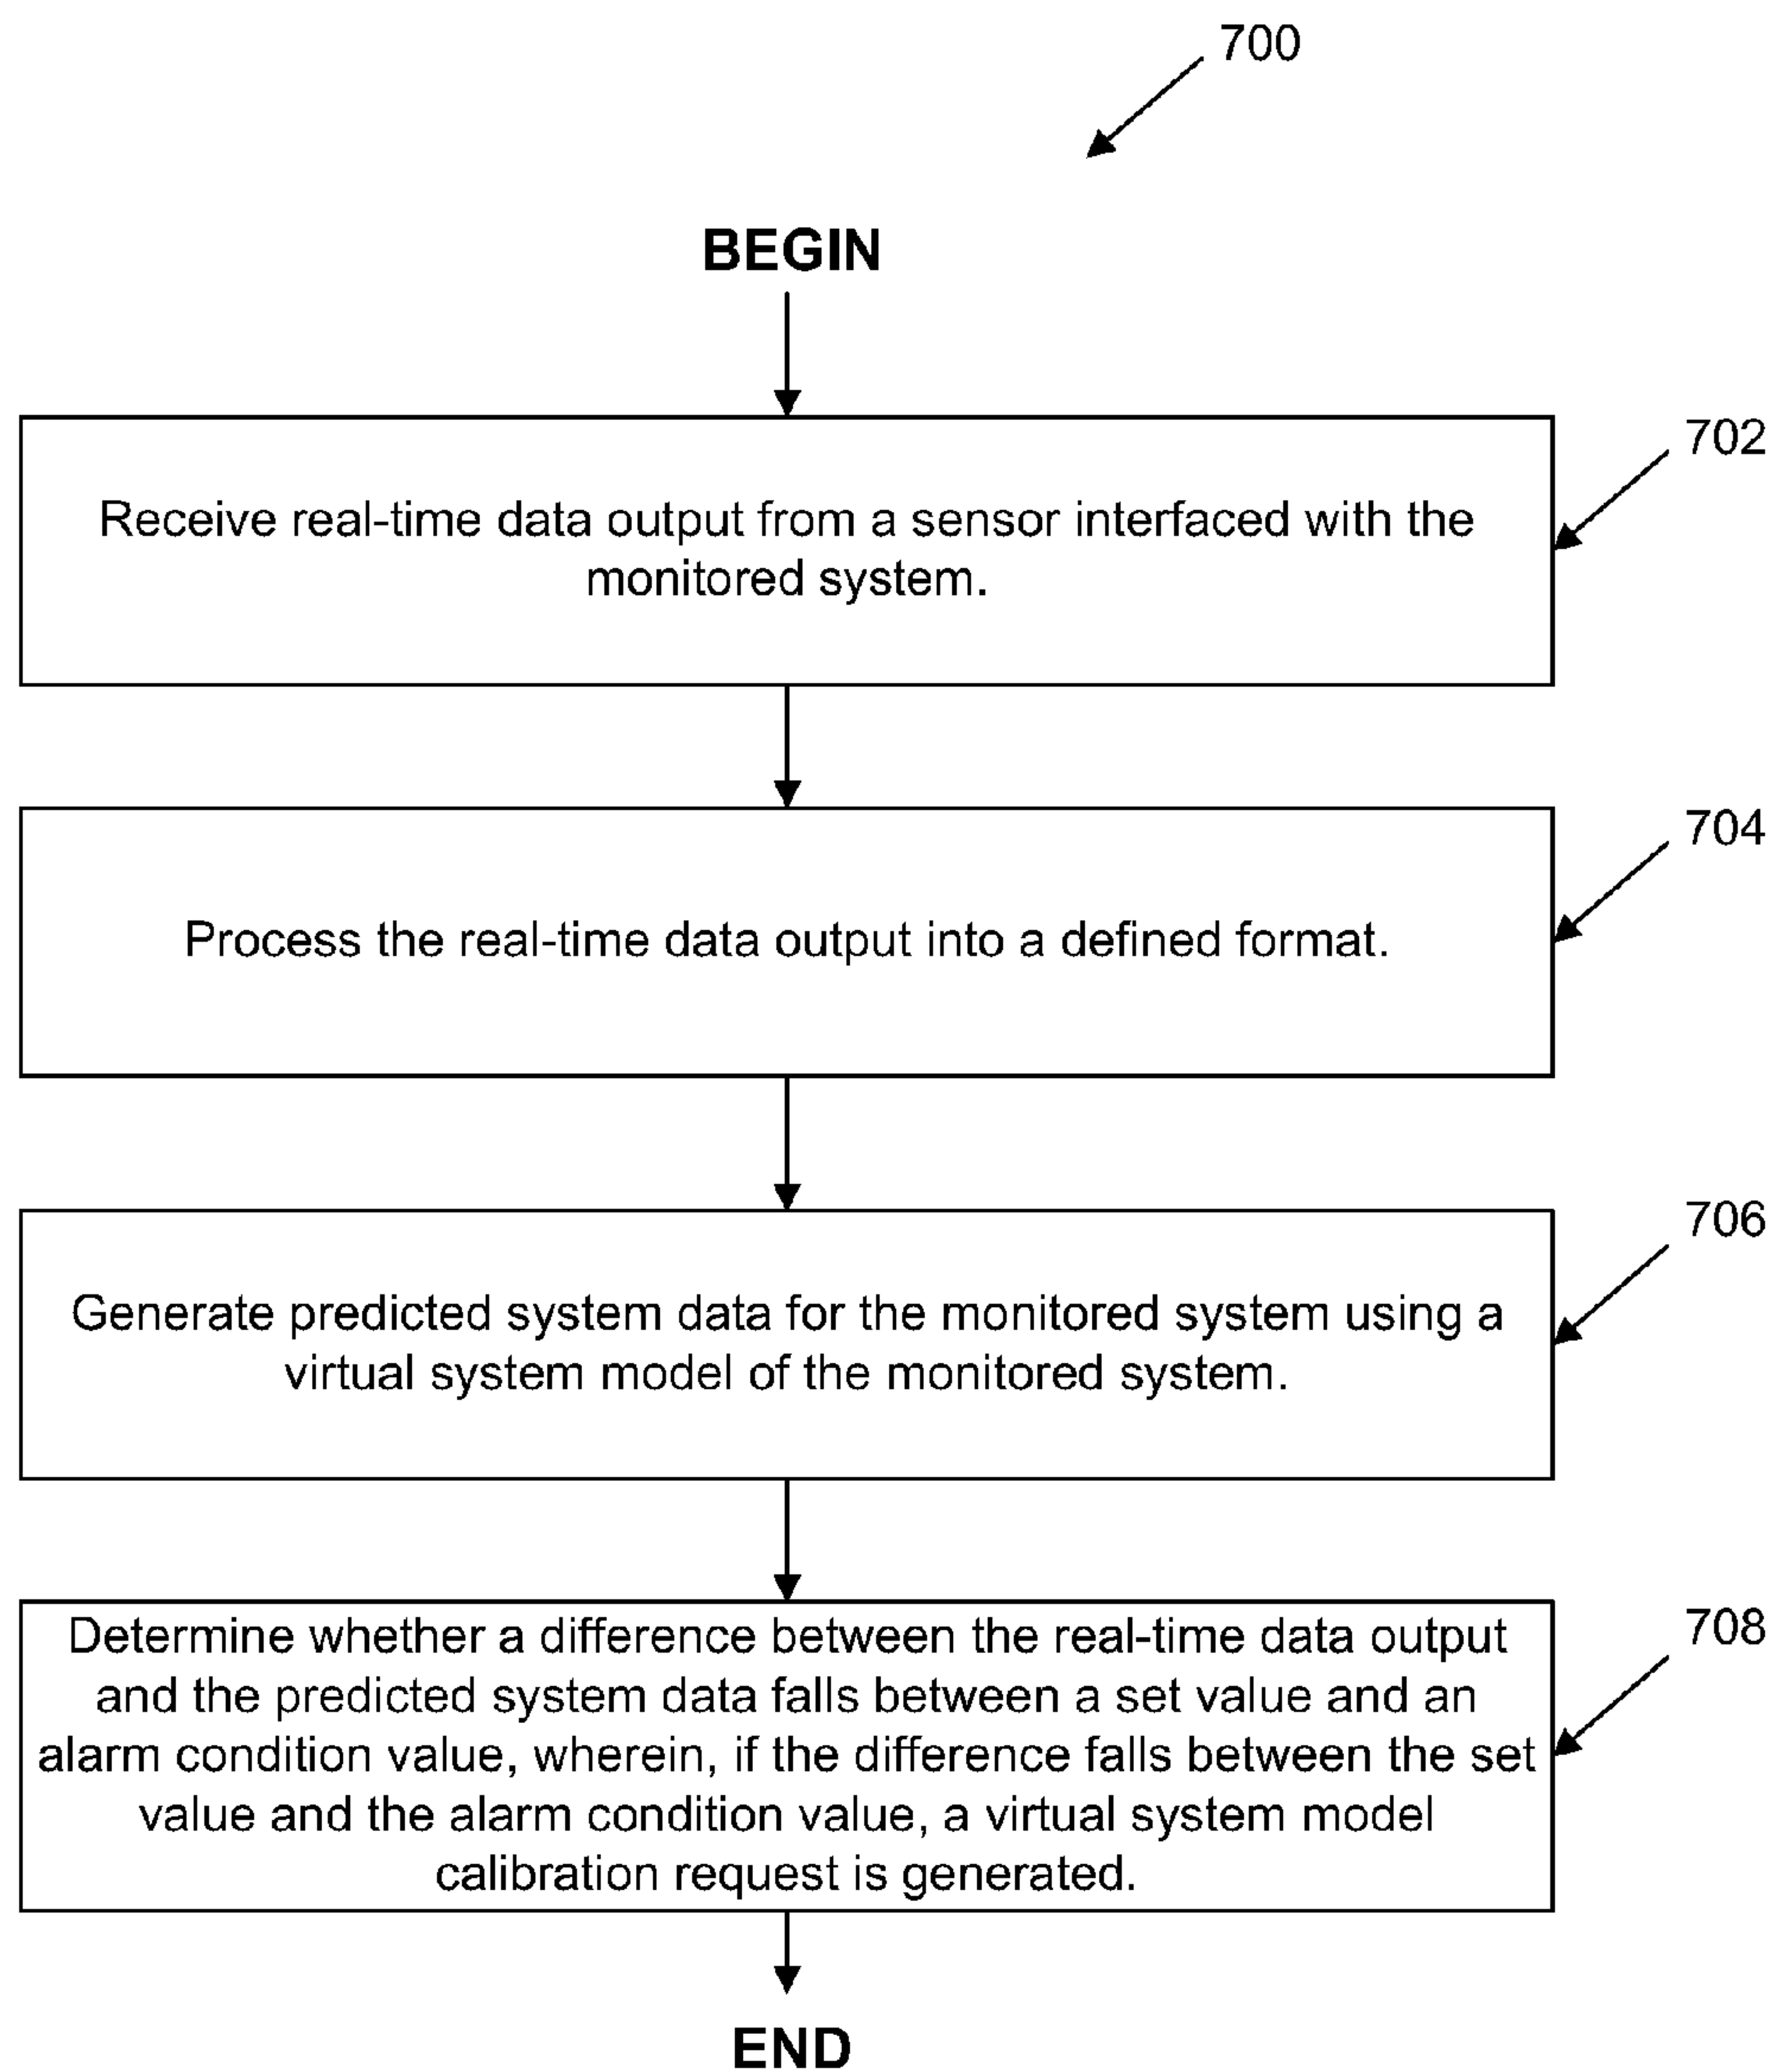 700
BEGIN
702
Receive real-time data output from a sensor interfaced with the
monitored system.
704
Process the real-time data output into a defined format.
706
Generate predicted system data for the monitored system using a
virtual system model of the monitored system.
708
Determine whether a difference between the real-time data output
and the predicted system data falls between a set value and an
alarm condition value, wherein, if the difference falls between the set
value and the alarm condition value, a virtual system model
calibration request is generated.
END